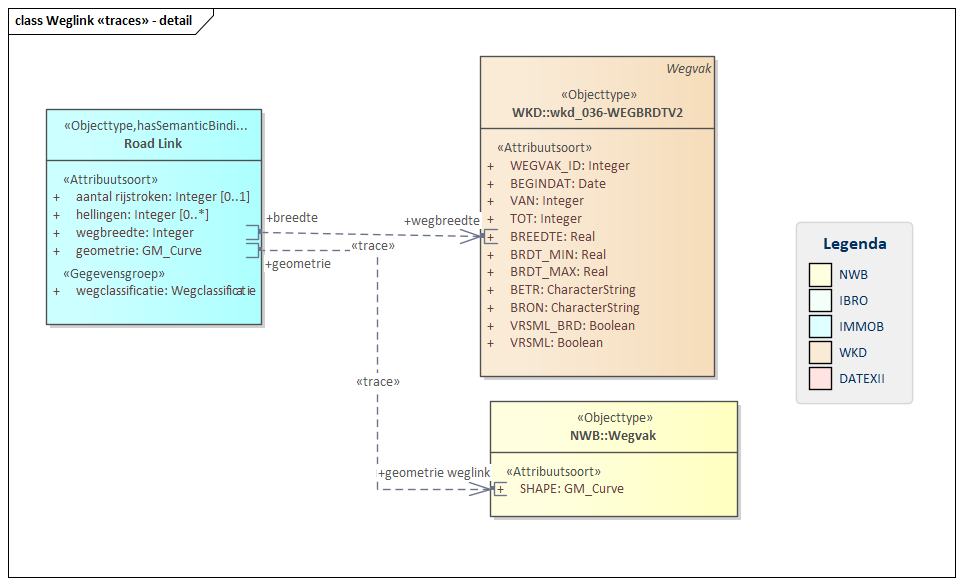 class Weglink «traces» - detail
«Objecttype,hasSemanticBindi...
Road Link
«Attribuutsoort»
+ aantal rijstroken: Integer [0..1]
+ hellingen: Integer [0..*]
+ wegbreedte: Integer
+ geometrie: GM_Curve
«Gegevensgroep»
+ wegclassificatie: Wegclassificatie
+breedte
+wegbreedte
«trace»
+geometrie
«trace»
+geometrie weglink
Wegvak
«Objecttype»
WKD::wkd_036-WEGBRDTV2
«Attribuutsoort»
+ WEGVAK_ID: Integer
+ BEGINDAT: Date
+ VAN: Integer
+ TOT: Integer
+ BREEDTE: Real
+ BRDT_MIN: Real
+ BRDT_MAX: Real
+ BETR: CharacterString
+ BRON: CharacterString
+ VRSML_BRD: Boolean
+ VRSML: Boolean
«Objecttype»
NWB::Wegvak
«Attribuutsoort»
+ SHAPE: GM_Curve
Legenda
NWB
IBRO
IMMOB
WKD
DATEXII